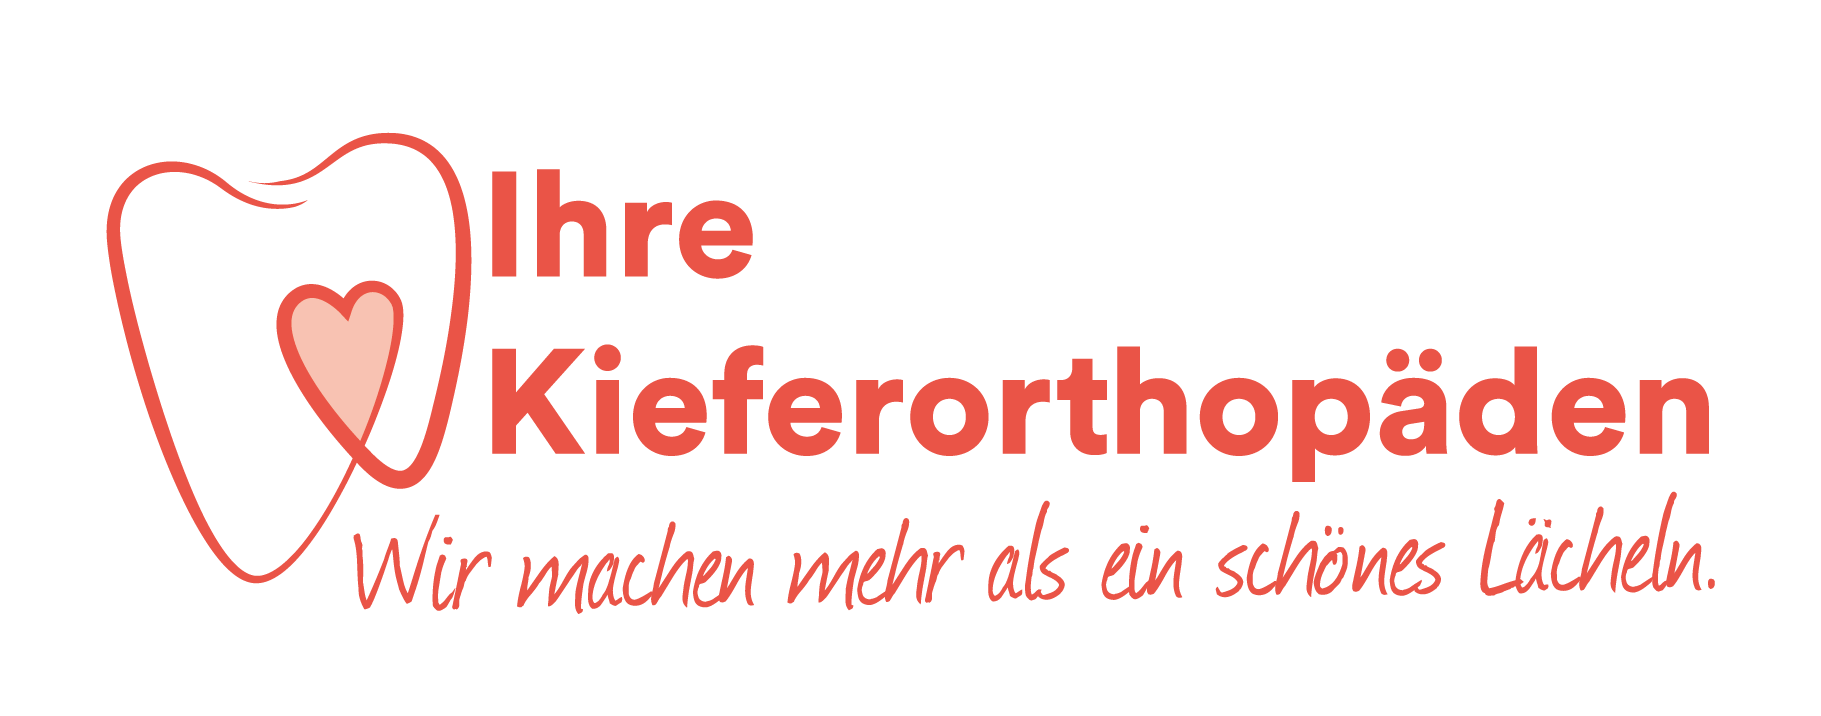 Ihre
Kieferorthopäden
Wir machen mehr als ein schönes Lächeln.